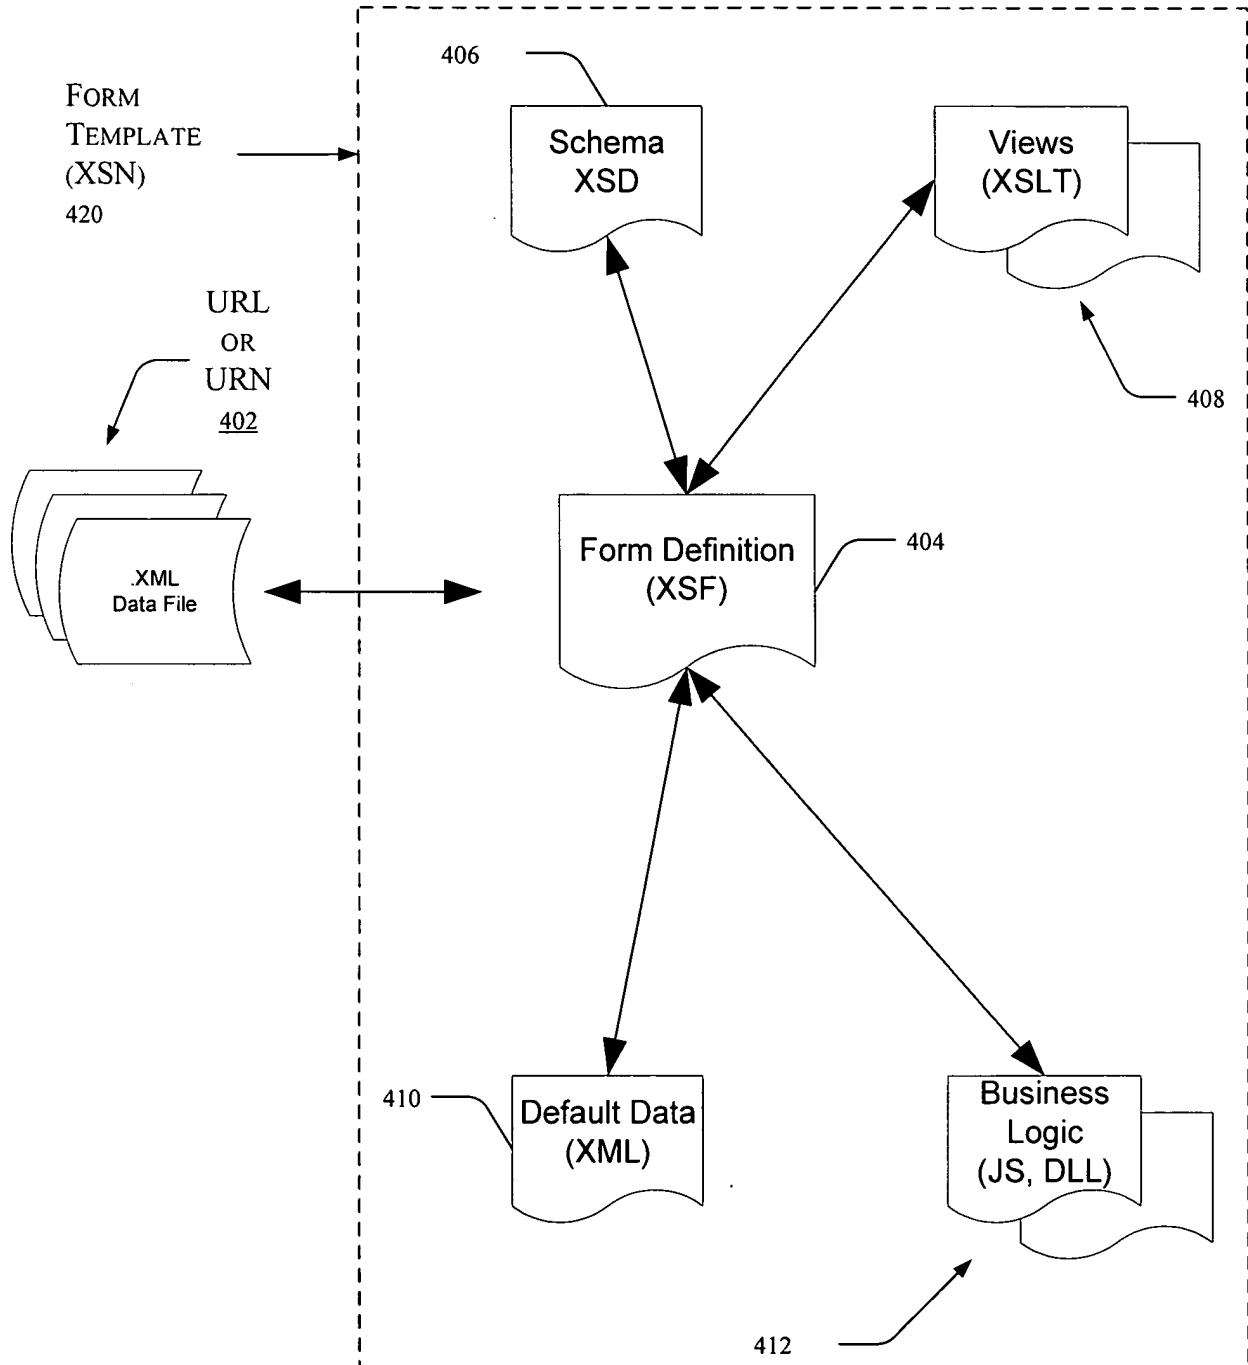 406
FORM
TEMPLATE
(XSN)
420
Schema
XSD
Views
(XSLT)
URL
OR
URN
402
408
Form Definition
(XSF)
404
.XML
Data File
410
Default Data
(XML)
Business
Logic
(JS, DLL)
412